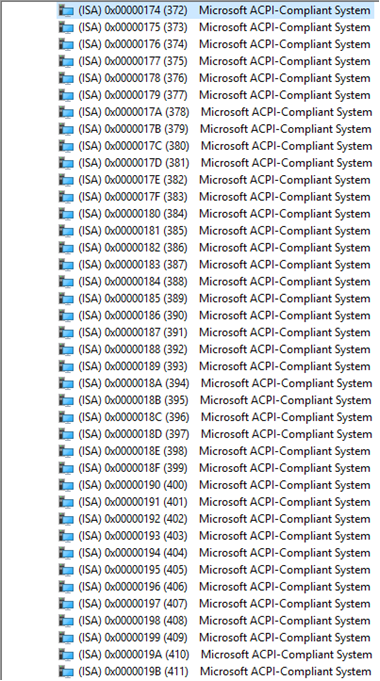 (ISA) 0x00000174 (372) Microsoft ACPI-Compliant System
(ISA) 0x00000175 (373) Microsoft ACPI-Compliant System
(ISA) 0x00000176 (374) Microsoft ACPI-Compliant System
(ISA) 0x00000177 (375) Microsoft ACPI-Compliant System
(ISA) 0x00000178 (376) Microsoft ACPI-Compliant System
(ISA) 0x00000179 (377) Microsoft ACPI-Compliant System
(ISA) 0x0000017A (378) Microsoft ACPI-Compliant System
(ISA) 0x0000017B (379) Microsoft ACPI-Compliant System
(ISA) 0x0000017C (380) Microsoft ACPI-Compliant System
(ISA) 0x0000017D (381) Microsoft ACPI-Compliant System
(ISA) 0x0000017E (382) Microsoft ACPI-Compliant System
(ISA) 0x0000017F (383) Microsoft ACPI-Compliant System
(ISA) 0x00000180 (384) Microsoft ACPI-Compliant System
(ISA) 0x00000181 (385) Microsoft ACPI-Compliant System
(ISA) 0x00000182 (386) Microsoft ACPI-Compliant System
(ISA) 0x00000183 (387) Microsoft ACPI-Compliant System
(ISA) 0x00000184 (388) Microsoft ACPI-Compliant System
(ISA) 0x00000185 (389) Microsoft ACPI-Compliant System
(ISA) 0x00000186 (390) Microsoft ACPI-Compliant System
(ISA) 0x00000187 (391) Microsoft ACPI-Compliant System
(ISA) 0x00000188 (392) Microsoft ACPI-Compliant System
(ISA) 0x00000189 (393) Microsoft ACPI-Compliant System
(ISA) 0x0000018A (394) Microsoft ACPI-Compliant System
(ISA) 0x0000018B (395) Microsoft ACPI-Compliant System
(ISA) 0x0000018C (396) Microsoft ACPI-Compliant System
(ISA) 0x0000018D (397) Microsoft ACPI-Compliant System
(ISA) 0x0000018E (398) Microsoft ACPI-Compliant System
(ISA) 0x0000018F (399) Microsoft ACPI-Compliant System
(ISA) 0x00000190 (400) Microsoft ACPI-Compliant System
(ISA) 0x00000191 (401) Microsoft ACPI-Compliant System
(ISA) 0x00000192 (402) Microsoft ACPI-Compliant System
(ISA) 0x00000193 (403) Microsoft ACPI-Compliant System
(ISA) 0x00000194 (404) Microsoft ACPI-Compliant System
(ISA) 0x00000195 (405) Microsoft ACPI-Compliant System
(ISA) 0x00000196 (406) Microsoft ACPI-Compliant System
(ISA) 0x00000197 (407) Microsoft ACPI-Compliant System
(ISA) 0x00000198 (408) Microsoft ACPI-Compliant System
(ISA) 0x00000199 (409) Microsoft ACPI-Compliant System
(ISA) 0x0000019A (410) Microsoft ACPI-Compliant System
(ISA) 0x0000019B (411) Microsoft ACPI-Compliant System